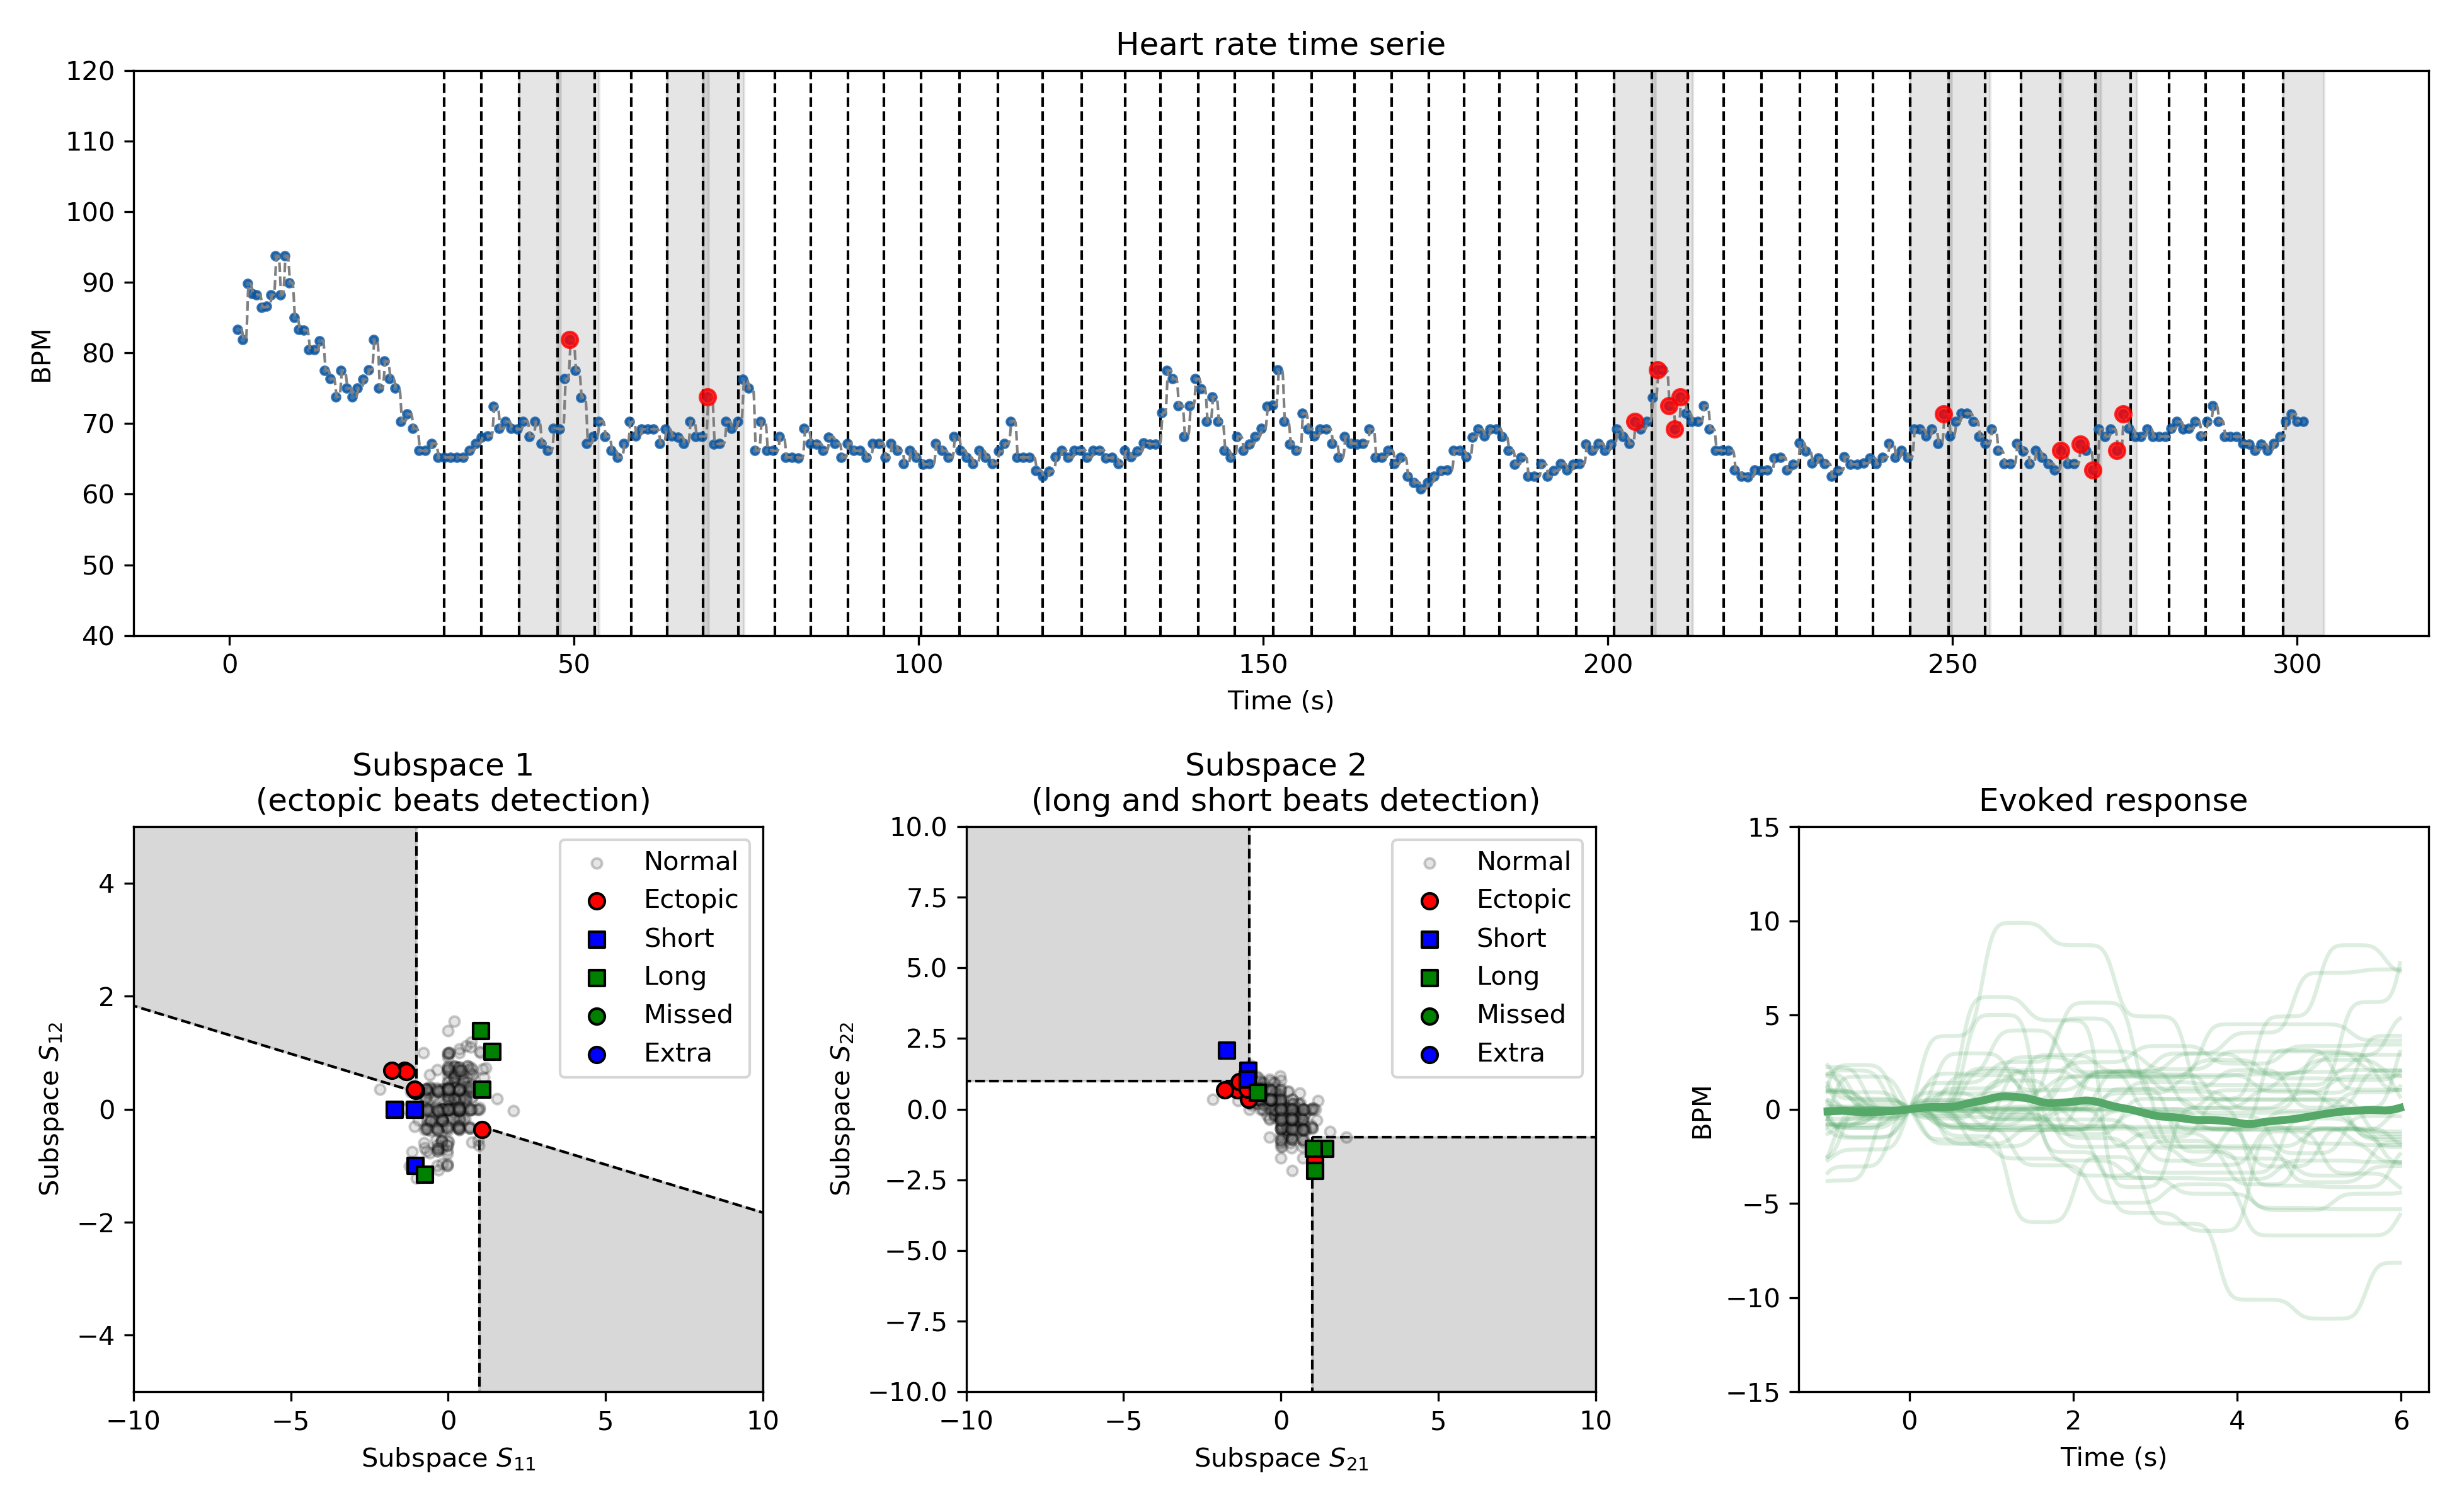 Heart rate time serie
120
110
100
90
80
70
60
50
40
BPM
0
50
100
150
200
250
300
Time (s)
Subspace 1
(ectopic beats detection)
4
2
0
−2
−4
Subspace S12
−10
−5
0
5
10
Subspace S11
Normal
Ectopic
Short
Long
Missed
Extra
Subspace 2
(long and short beats detection)
10.0
7.5
5.0
2.5
0.0
−2.5
−5.0
−7.5
−10.0
Subspace S22
−10
−5
0
5
10
Subspace S21
Normal
Ectopic
Short
Long
Missed
Extra
Evoked response
15
10
5
0
−5
−10
−15
BPM
0
2
4
6
Time (s)